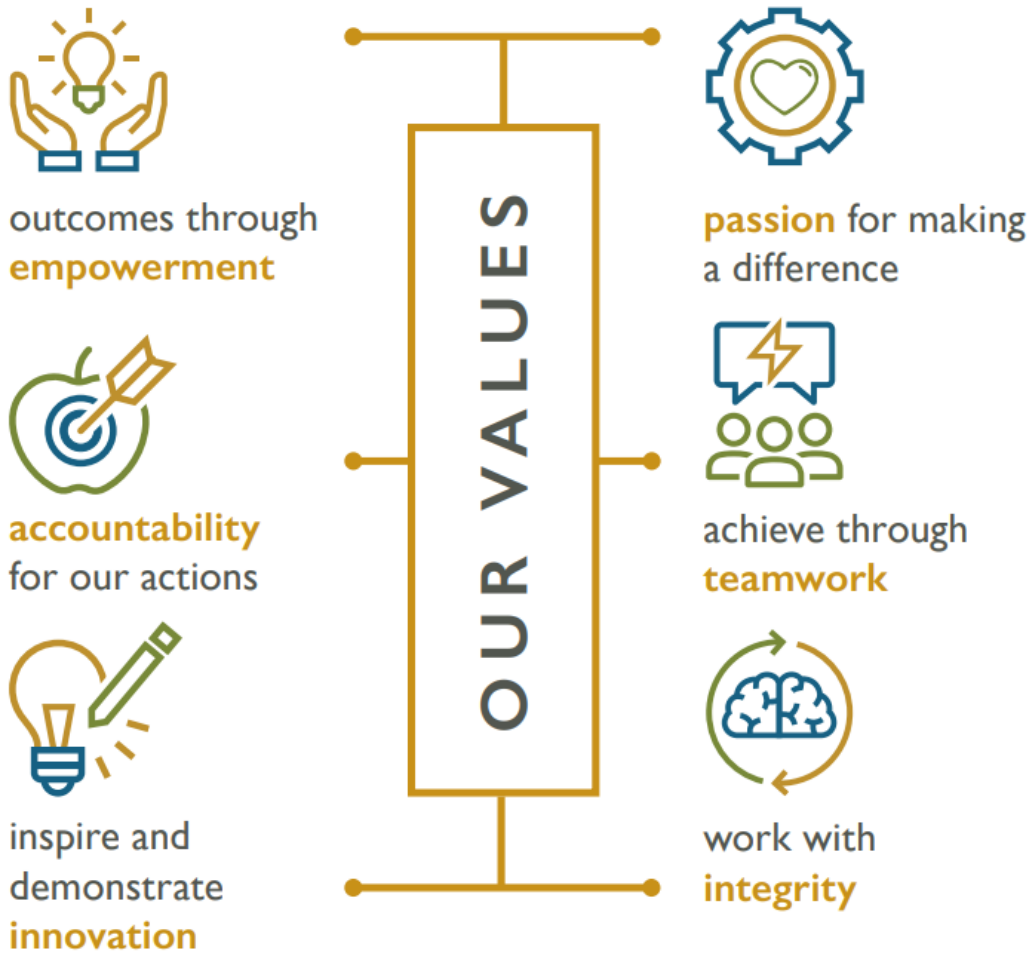 outcomes through
empowerment
accountability
for our actions
inspire and
demonstrate
innovation
OUR VALUES
passion for making
a difference
achieve through
teamwork
work with
integrity